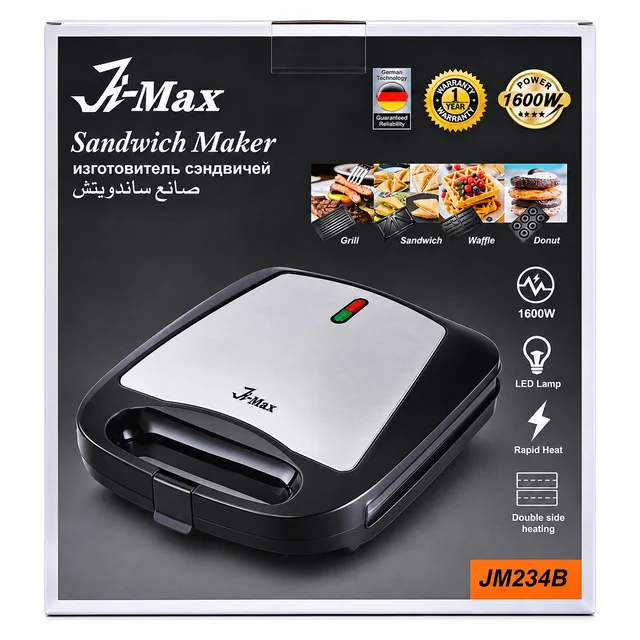 Ji-Max
Sandwich Maker
изготовитель сэндвичей
صانع ساندويتش
German
Technology
Guaranteed
Reliability
WARRANTY
1
YEAR
WARRANTY
POWER
1600W
Grill
Sandwich
Waffle
Donut
1600W
LED Lamp
Rapid Heat
Double side
heating
Ji-Max
JM234B